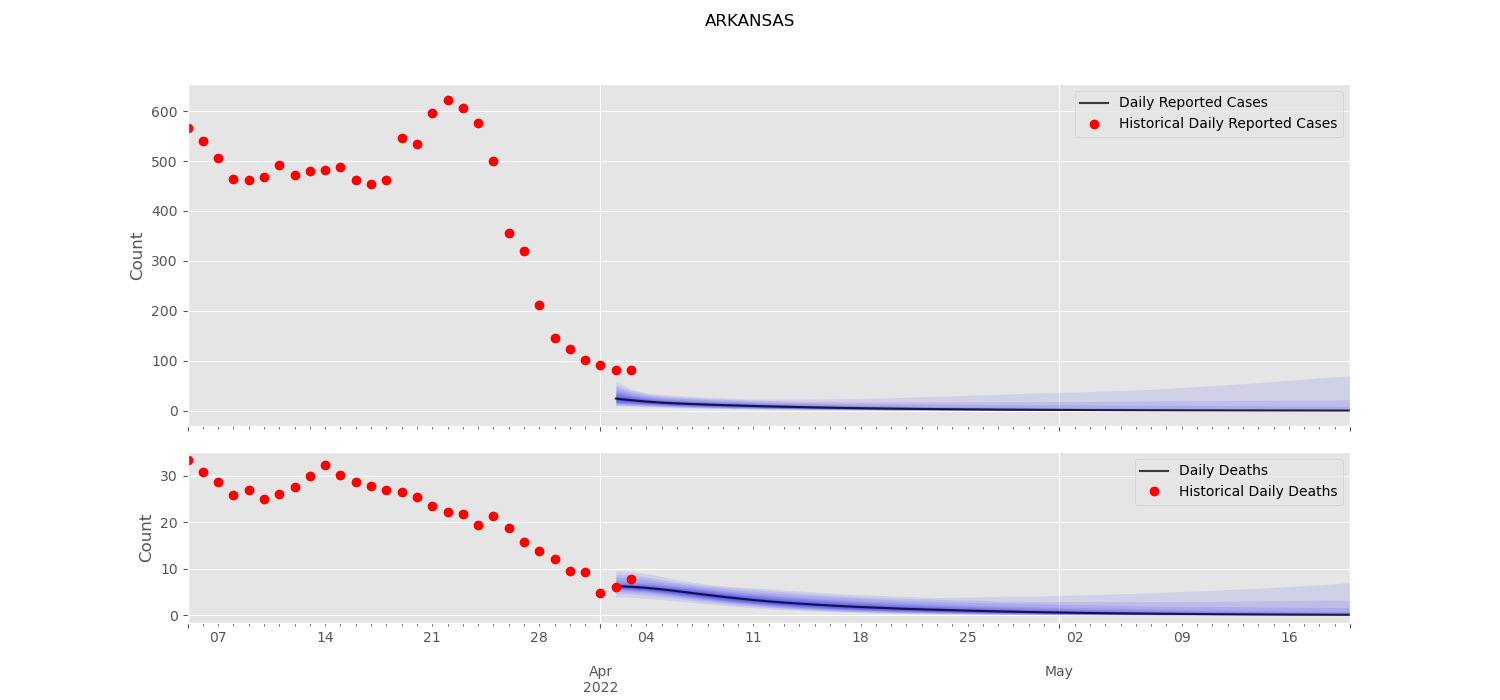 ARKANSAS
600
500
400
300
200
100
0
Count
Daily Reported Cases
Historical Daily Reported Cases
30
20
10
0
Count
Daily Deaths
Historical Daily Deaths
07 14 21 28 04 11 18 25 02 09 16
Apr May
2022